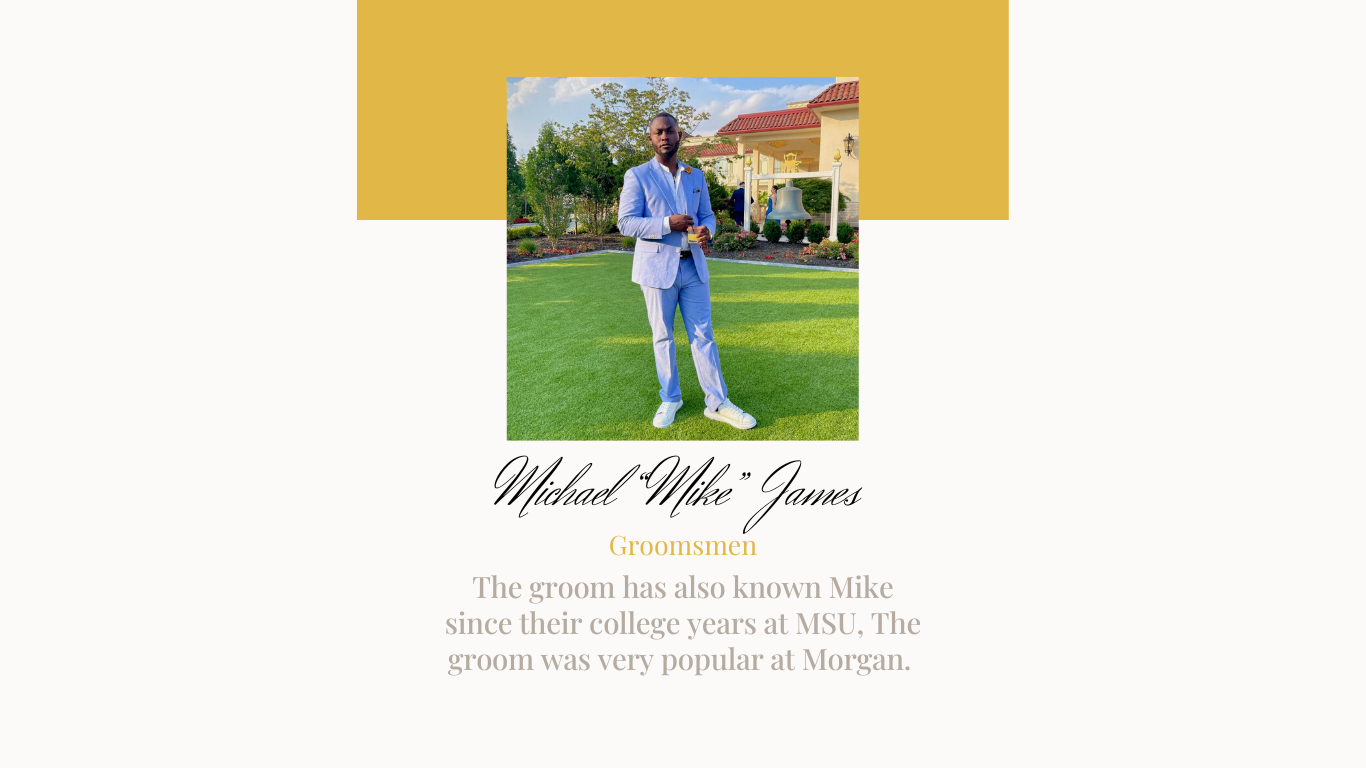 Michael “Mike” James
Groomsmen
The groom has also known Mike
since their college years at MSU, The
groom was very popular at Morgan.